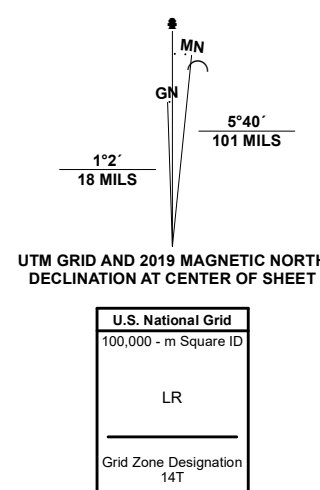 MN
GN
5°40´
101 MILS
1°2´
18 MILS
UTM GRID AND 2019 MAGNETIC NORTH
DECLINATION AT CENTER OF SHEET
U.S. National Grid
100,000 - m Square ID
LR
Grid Zone Designation
14T